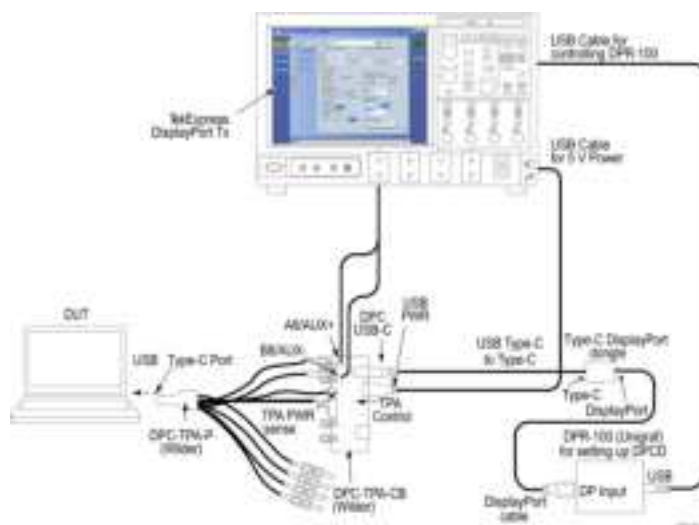 USB Cable for
controlling DPR-100
TekExpress
DisplayPort Tx
USB Cable
for 5 V Power
DUT
A8/AUX+
DPC
USB-C
USB
PWR
B8/AUX-
USB Type-C
to Type-C
Type-C DisplayPort
dongle
USB
Type-C Port
TPA PWR
sense
TPA
Control
Type-C
DisplayPort
DPC-TPA-P
(Wilder)
DPR-100 (Unigraf)
for setting up DPCD
DPC-TPA-CB
(Wilder)
DP Input
USB
DisplayPort
cable